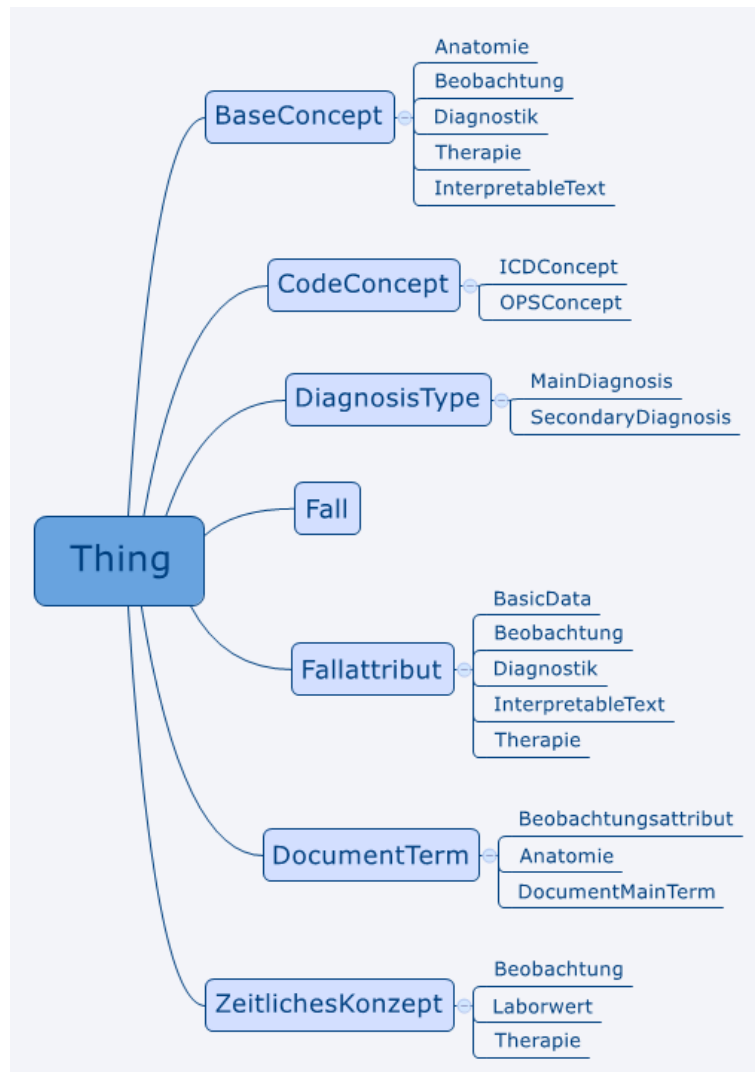 Thing
BaseConcept
Anatomie
Beobachtung
Diagnostik
Therapie
InterpretableText
CodeConcept
ICDConcept
OPSConcept
DiagnosisType
MainDiagnosis
SecondaryDiagnosis
Fall
Fallattribut
BasicData
Beobachtung
Diagnostik
InterpretableText
Therapie
DocumentTerm
Beobachtungsattribut
Anatomie
DocumentMainTerm
ZeitlichesKonzept
Beobachtung
Laborwert
Therapie